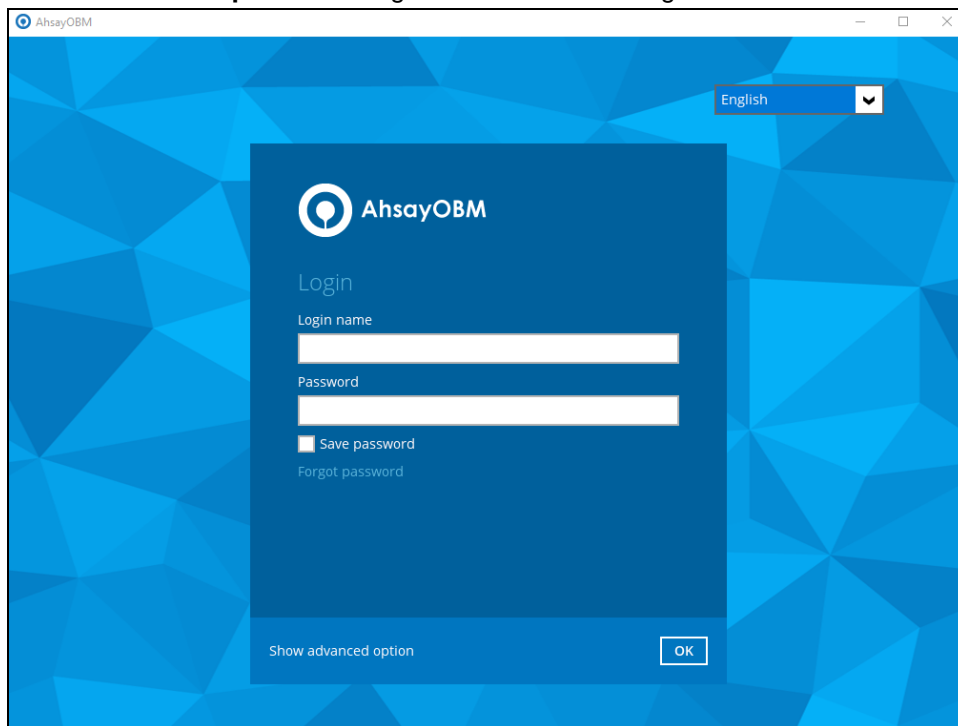 AhsayOBM
English
AhsayOBM
Login
Login name
Password
Save password
Forgot password
Show advanced option
OK